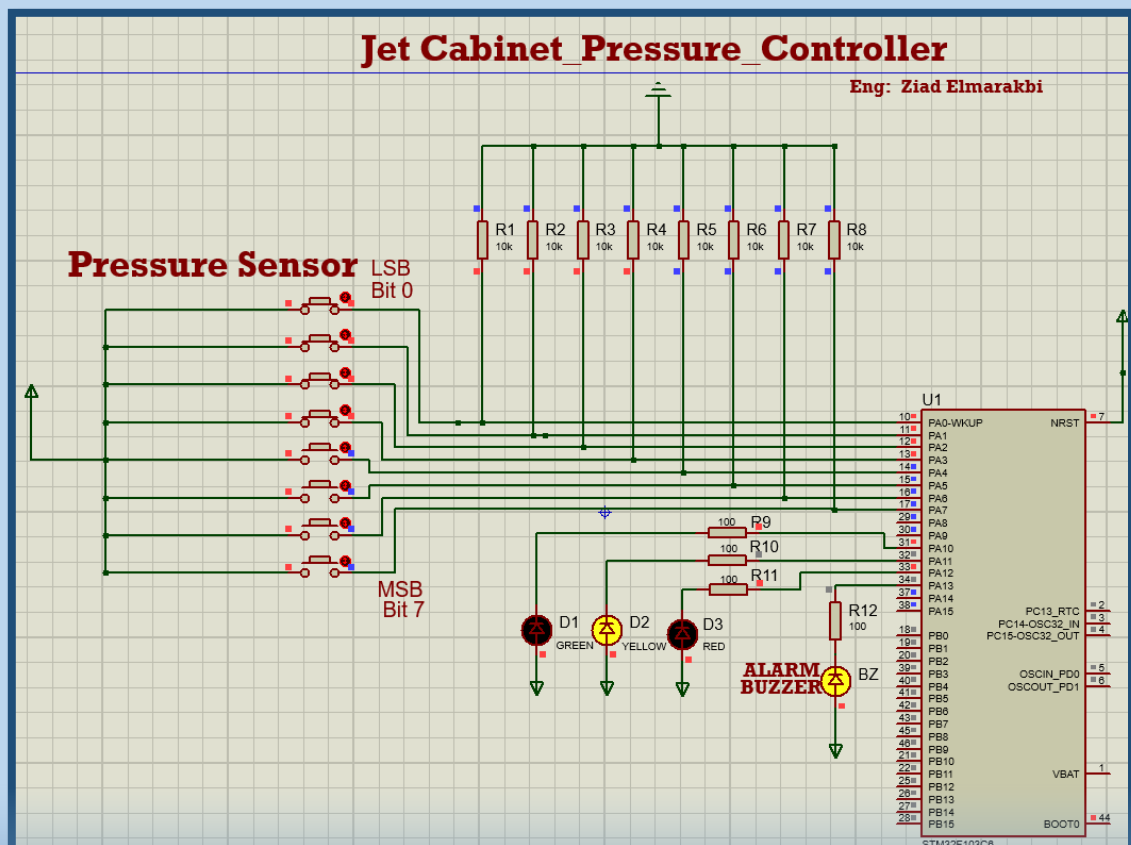 Jet Cabinet_Pressure_Controller
Eng: Ziad Elmarakbi
R1 R2 R3 R4 R5 R6 R7 R8
10k 10k 10k 10k 10k 10k 10k 10k
Pressure Sensor
LSB
Bit 0
MSB
Bit 7
100 R9
100 R10
100 R11
D1
GREEN
D2
YELLOW
D3
RED
R12
100
ALARM
BUZZER
BZ
U1
10 PA0-WKUP NRST 7
11 PA1
12 PA2
13 PA3
14 PA4
15 PA5
16 PA6
17 PA7
29 PA8
30 PA9
31 PA10
32 PA11
33 PA12
34 PA13
37 PA14
38 PA15
PC13_RTC 2
PC14-OSC32_IN 3
PC15-OSC32_OUT 4
18 PB0
19 PB1
20 PB2
39 PB3 OSCIN_PD0 5
40 PB4 OSCOUT_PD1 6
41 PB5
42 PB6
43 PB7
45 PB8
46 PB9
21 PB10
22 PB11 VBAT 1
25 PB12
26 PB13
27 PB14
28 PB15 BOOT0 44
STM32F103C6